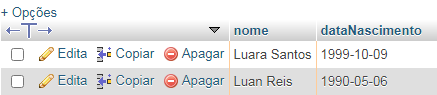 + Opções
nome dataNascimento
Edita Copiar Apagar Luara Santos 1999-10-09
Edita Copiar Apagar Luan Reis 1990-05-06